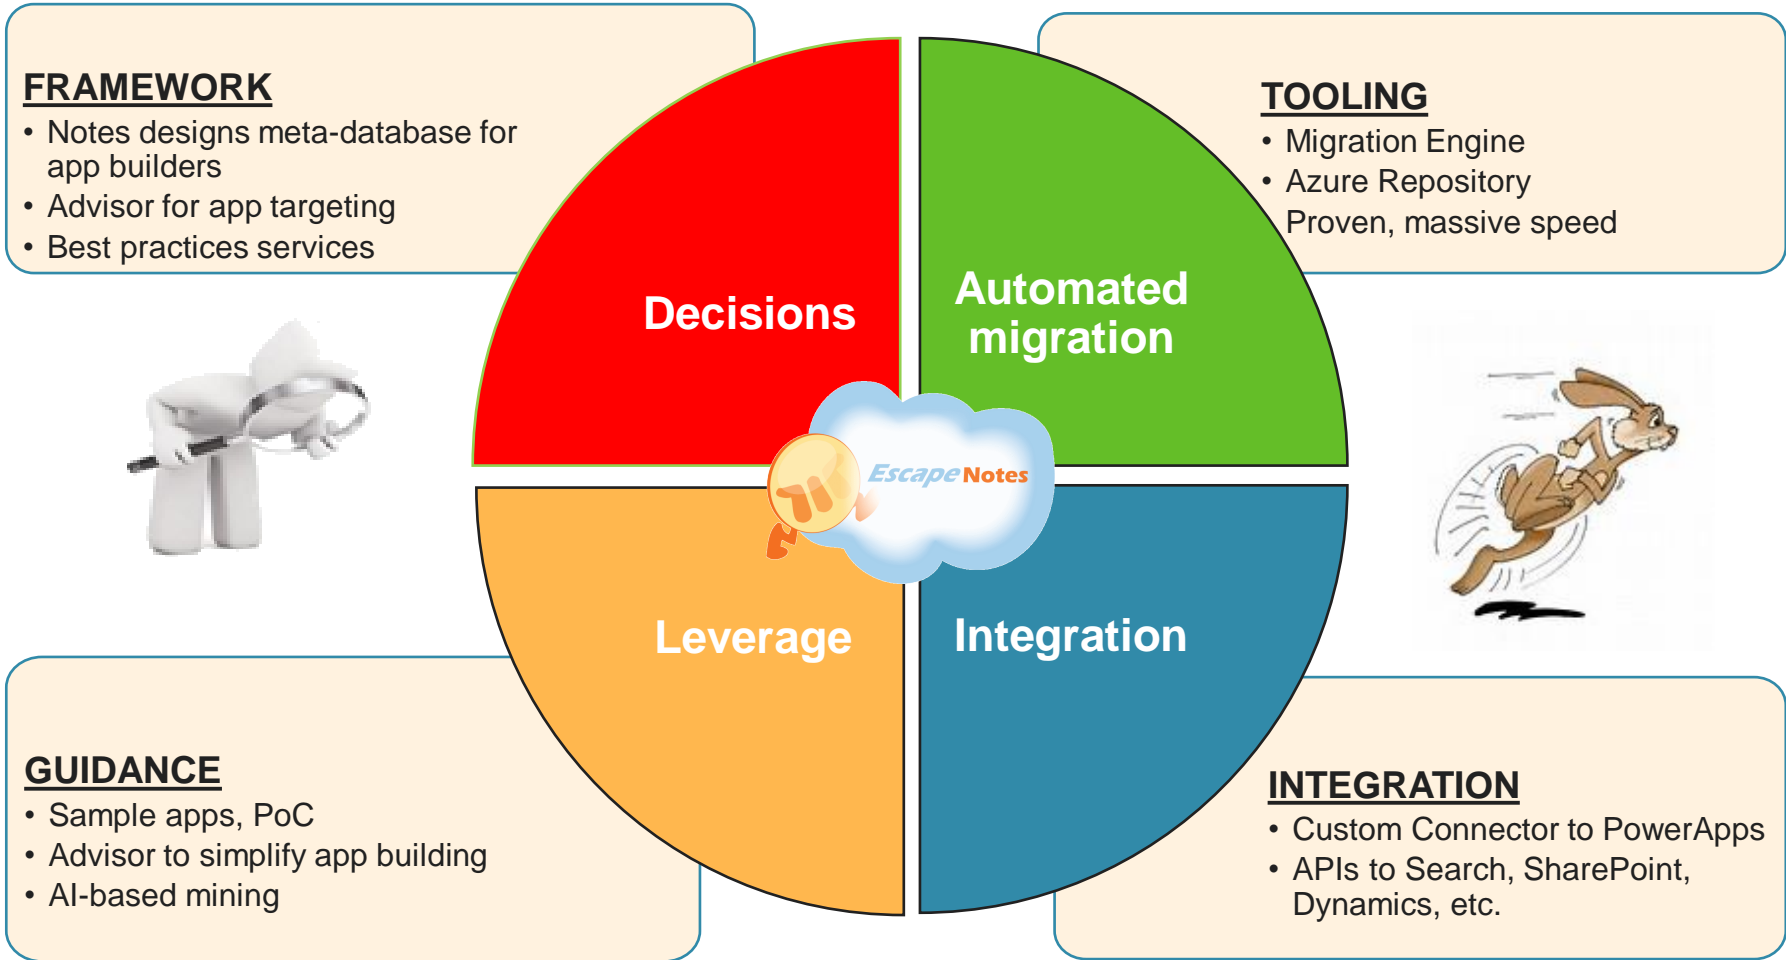 FRAMEWORK
• Notes designs meta-database for
app builders
• Advisor for app targeting
• Best practices services
TOOLING
• Migration Engine
• Azure Repository
Proven, massive speed
Decisions
Automated
migration
EscapeNotes
Leverage
Integration
GUIDANCE
• Sample apps, PoC
• Advisor to simplify app building
• AI-based mining
INTEGRATION
• Custom Connector to PowerApps
• APIs to Search, SharePoint,
Dynamics, etc.